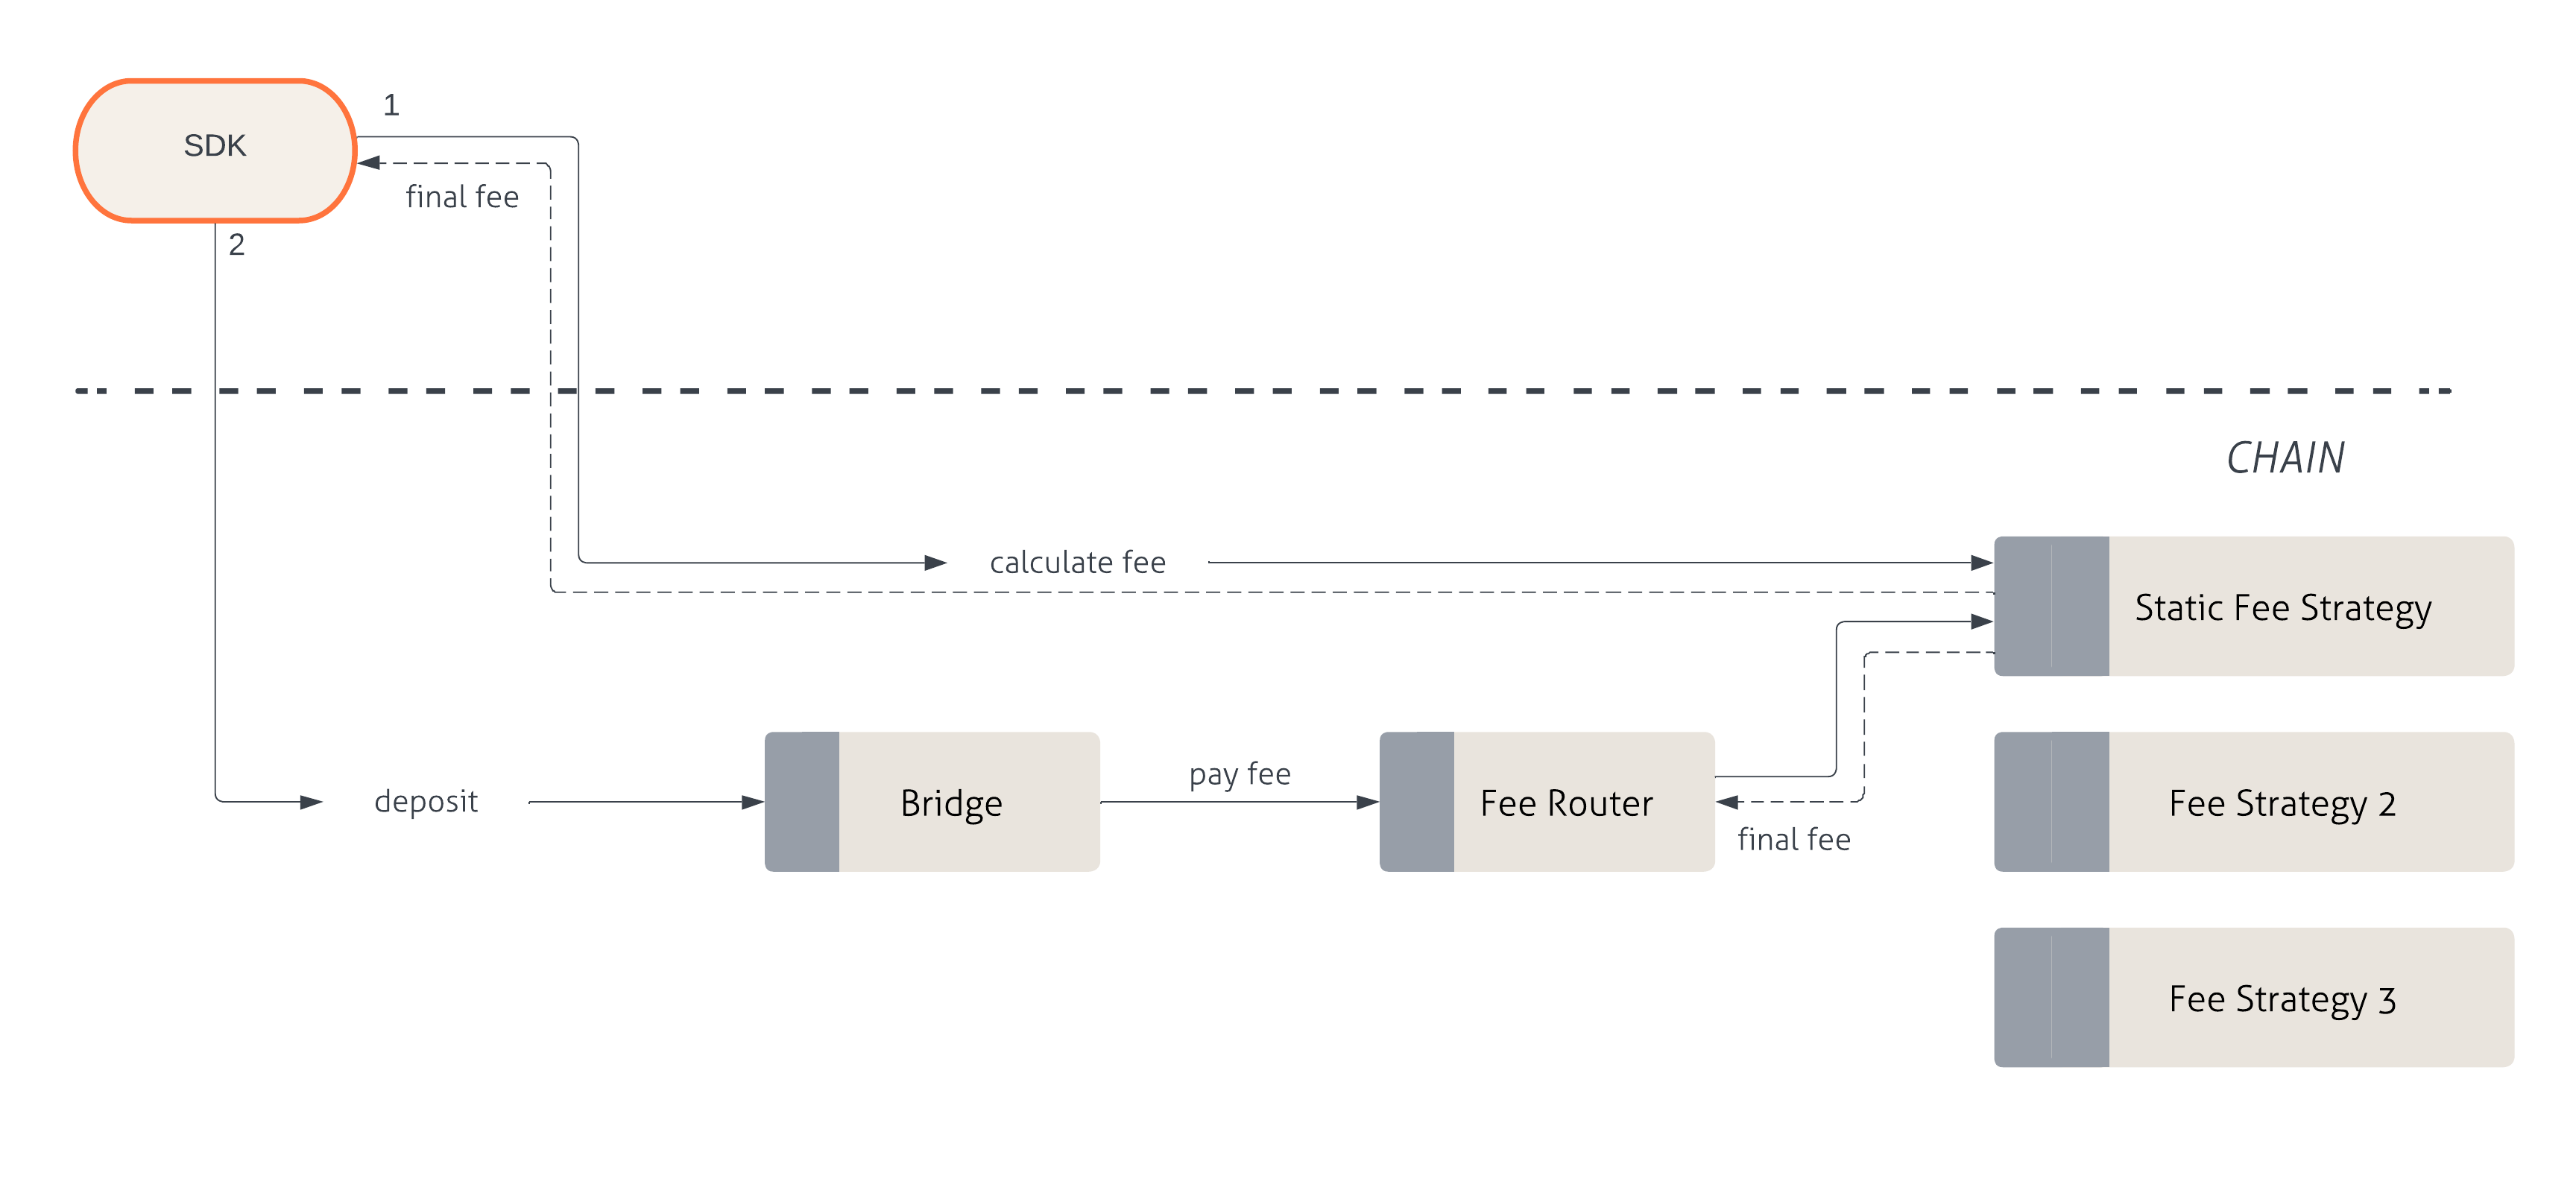 1
SDK
final fee
2
CHAIN
calculate fee
Static Fee Strategy
pay fee
deposit
Bridge
Fee Router
Fee Strategy 2
final fee
Fee Strategy 3